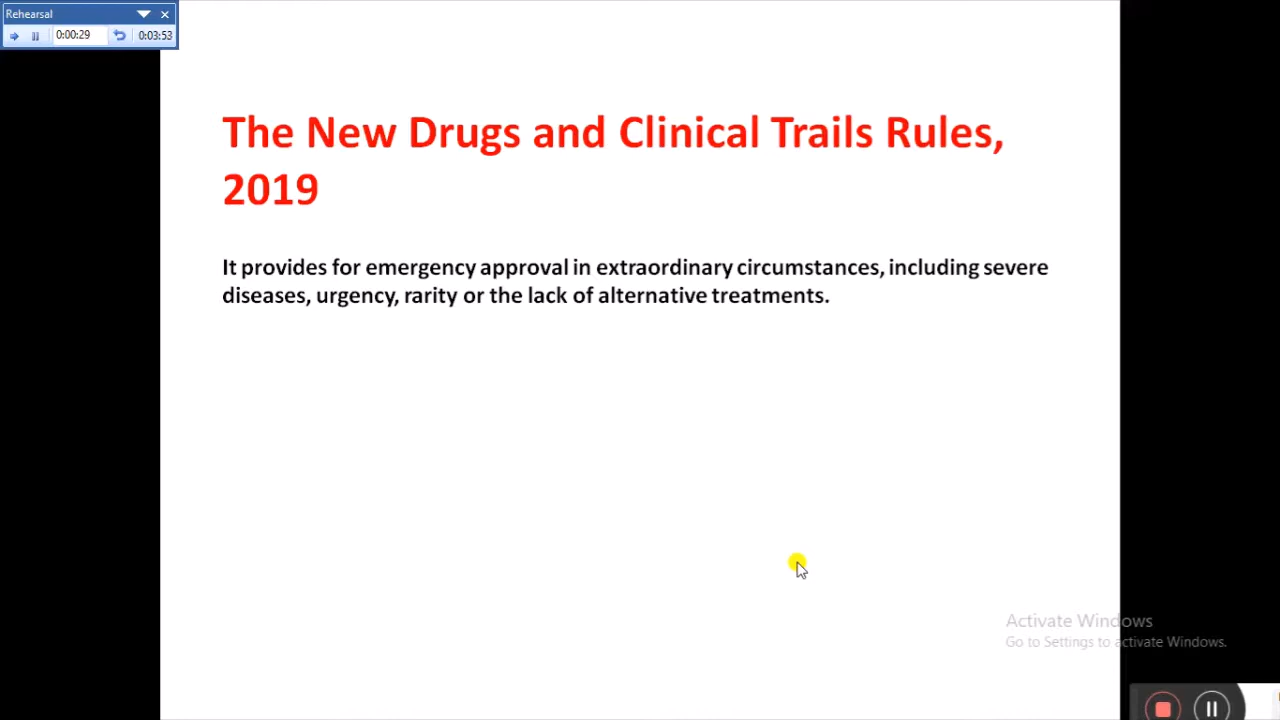 Rehearsal
0:00:29 0:03:53
The New Drugs and Clinical Trails Rules,
2019
It provides for emergency approval in extraordinary circumstances, including severe
diseases, urgency, rarity or the lack of alternative treatments.
Activate Windows
Go to Settings to activate Windows.